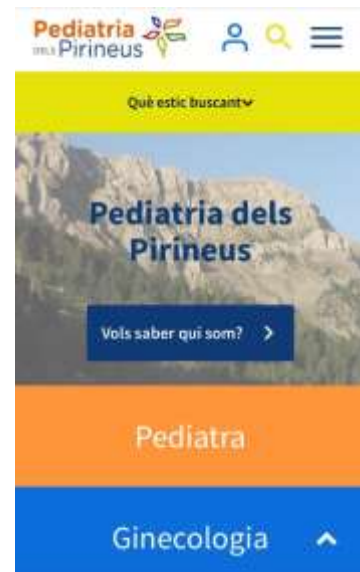 Pediatria
DELS Pirineus
Què estic buscant
Pediatria dels
Pirineus
Vols saber qui som?
Pediatra
Ginecologia